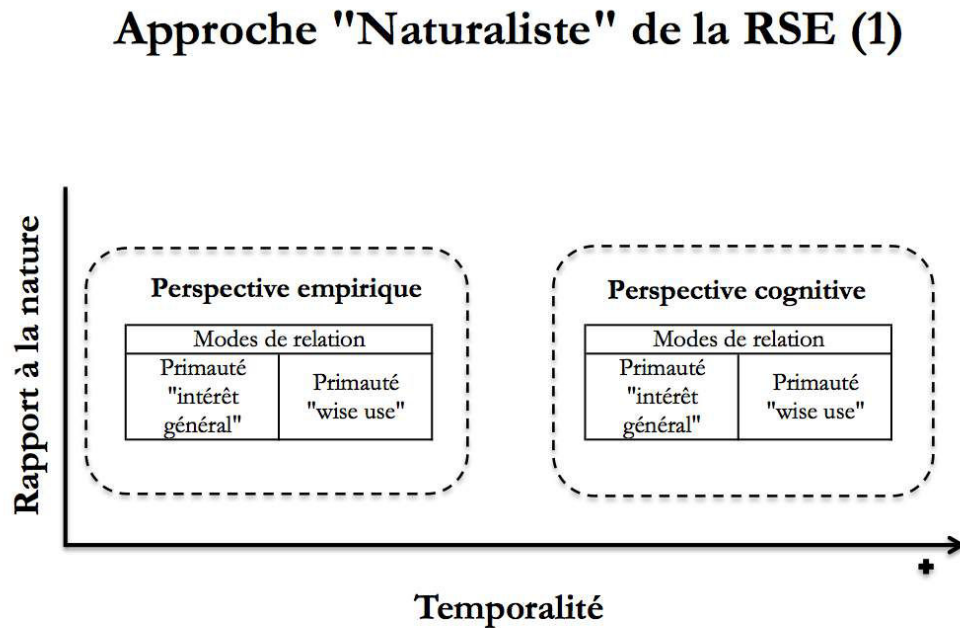 Approche "Naturaliste" de la RSE (1)
Rapport à la nature
Perspective empirique
Modes de relation
Primauté
"intérêt
général"
Primauté
"wise use"
Perspective cognitive
Modes de relation
Primauté
"intérêt
général"
Primauté
"wise use"
+
Temporalité